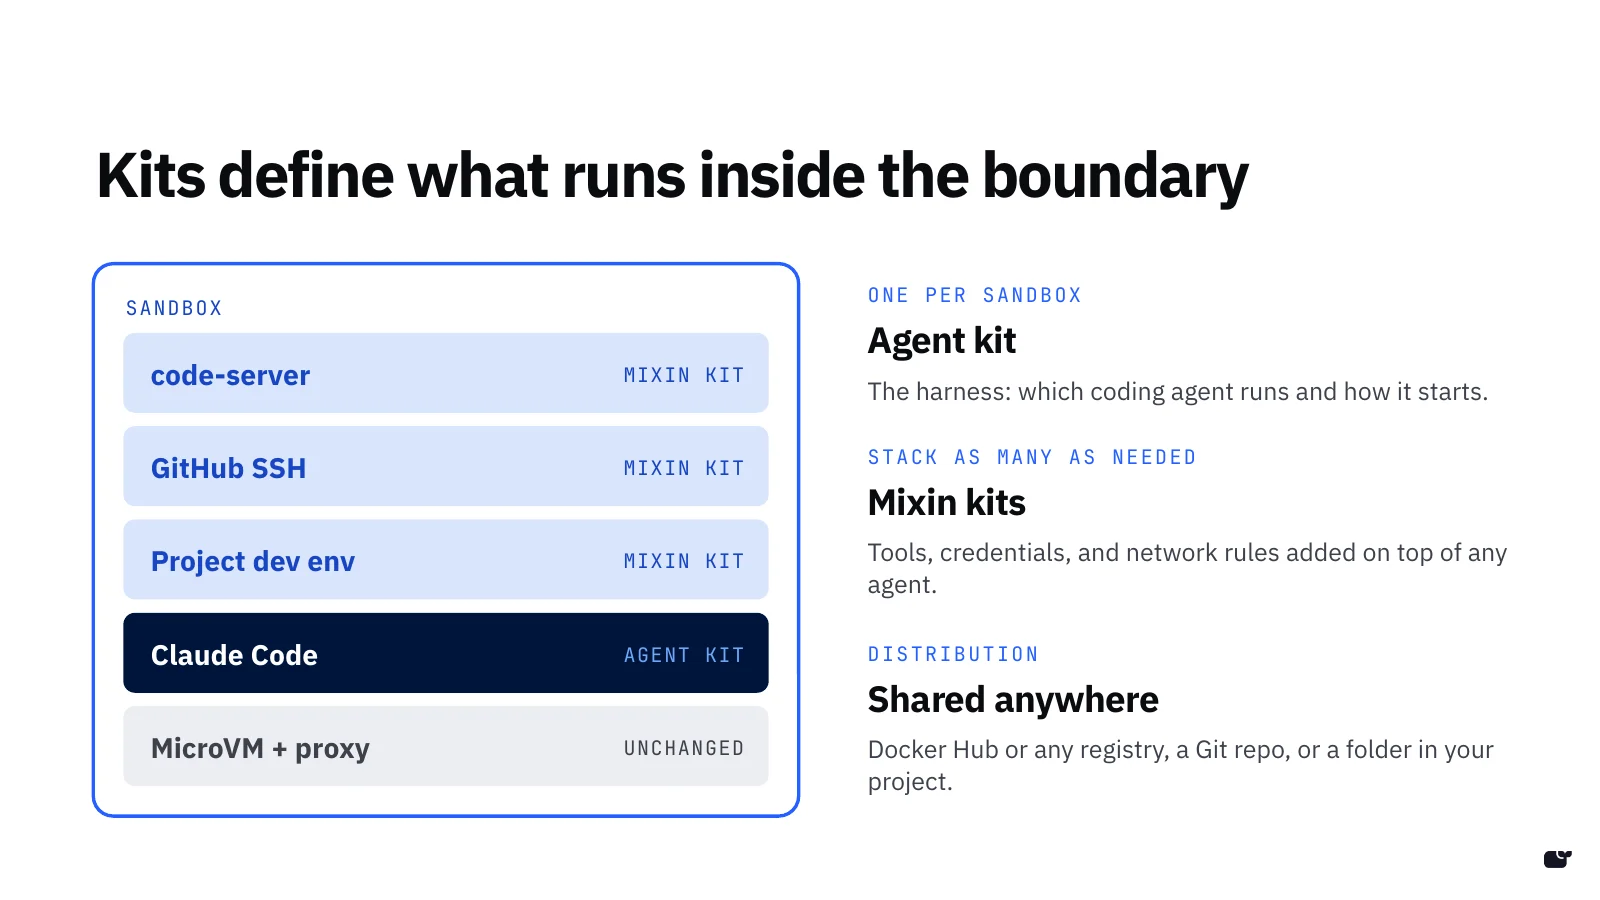 Kits define what runs inside the boundary
SANDBOX
code-server MIXIN KIT
GitHub SSH MIXIN KIT
Project dev env MIXIN KIT
Claude Code AGENT KIT
MicroVM + proxy UNCHANGED
ONE PER SANDBOX
Agent kit
The harness: which coding agent runs and how it starts.
STACK AS MANY AS NEEDED
Mixin kits
Tools, credentials, and network rules added on top of any
agent.
DISTRIBUTION
Shared anywhere
Docker Hub or any registry, a Git repo, or a folder in your
project.